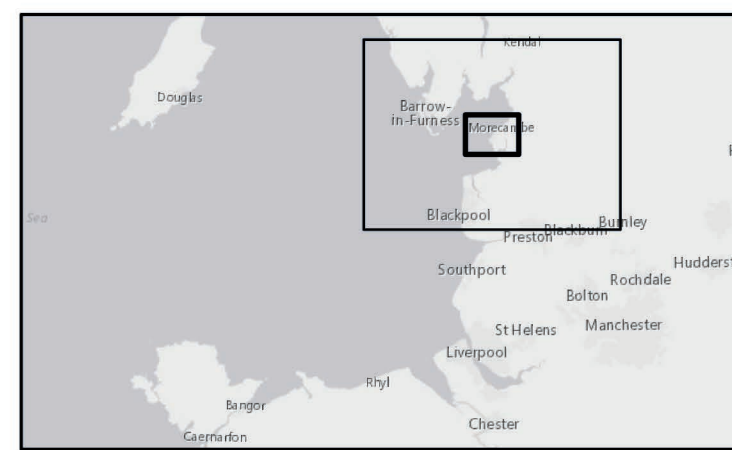 Kendal
Douglas
Barrow-
in-Furness
Morecambe
Sea
Blackpool
Burnley
Blackburn
Preston
Southport
Huddersf
Rochdale
Bolton
St Helens
Manchester
Liverpool
Rhyl
Bangor
Chester
Caernarfon